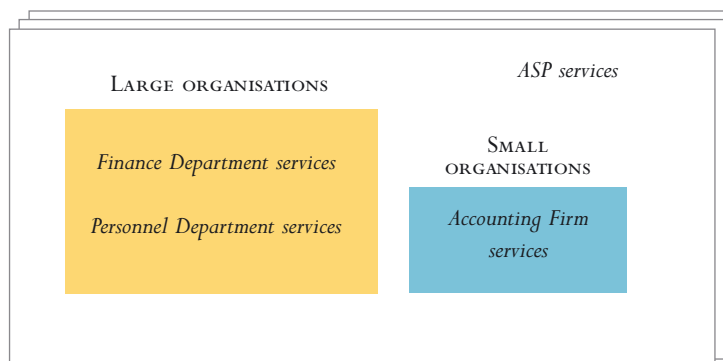 ASP services
LARGE ORGANISATIONS
Finance Department services
Personnel Department services
SMALL
ORGANISATIONS
Accounting Firm
services